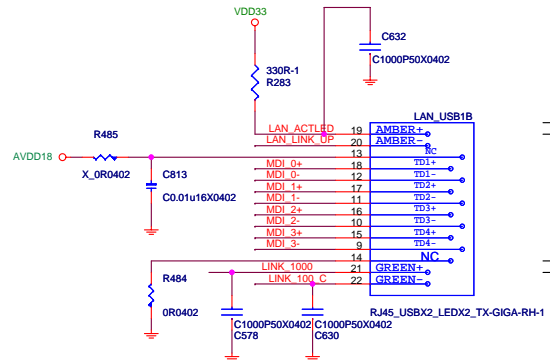 VDD33
C632
C1000P50X0402
330R-1
R283
LAN_USB1B
R485
AVDD18
X_0R0402
C813
C0.01u16X0402
LAN_ACTLED 19 AMBER+
LAN_LINK_UP 20 AMBER-
13 NC
MDI_0+ 18 TD1+
MDI_0- 12 TD1-
MDI_1+ 17 TD2+
MDI_1- 11 TD2-
MDI_2+ 16 TD3+
MDI_2- 10 TD3-
MDI_3+ 15 TD4+
MDI_3- 9 TD4-
14 NC
LINK_1000 21 GREEN+
LINK_100_C 22 GREEN-
R484
0R0402
C1000P50X0402
C578
C1000P50X0402
C630
RJ45_USBX2_LEDX2_TX-GIGA-RH-1